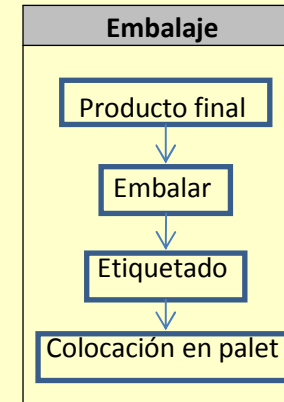 Embalaje
Producto final
Embalar
Etiquetado
Colocación en palet